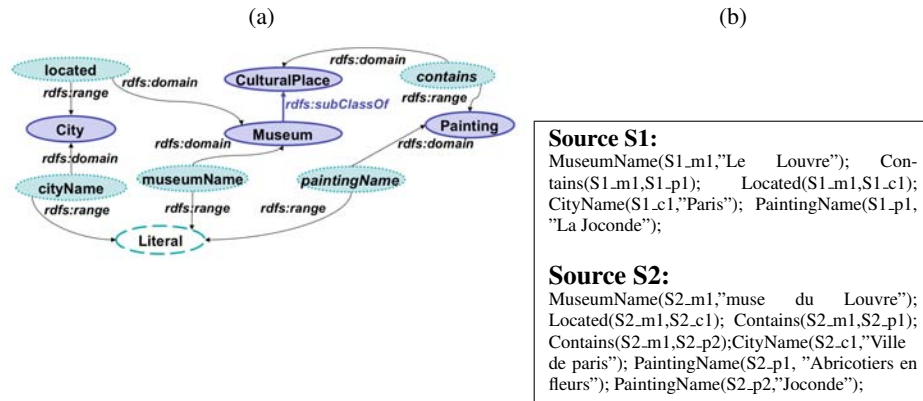 (a)
(b)
located
rdfs:domain
CulturalPlace
rdfs:domain
contains
rdfs:range
rdfs:range
rdfs:subClassOf
City
Museum
Painting
rdfs:domain
rdfs:domain
rdfs:domain
cityName
museumName
paintingName
rdfs:range
rdfs:range
rdfs:range
Literal
Source S1:
MuseumName(S1_m1,”Le Louvre”); Con-
tains(S1_m1,S1_p1); Located(S1_m1,S1_c1);
CityName(S1_c1,”Paris”); PaintingName(S1_p1,
”La Joconde”);
Source S2:
MuseumName(S2_m1,”muse du Louvre”);
Located(S2_m1,S2_c1); Contains(S2_m1,S2_p1);
Contains(S2_m1,S2_p2);CityName(S2_c1,”Ville
de paris”); PaintingName(S2_p1, ”Abricotiers en
fleurs”); PaintingName(S2_p2,”Joconde”);